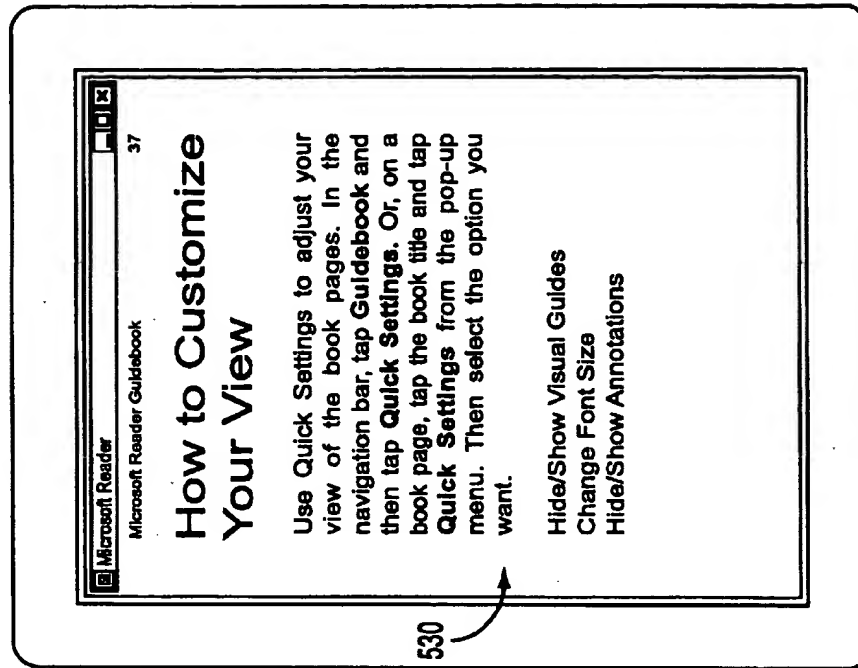 Microsoft Reader
Microsoft Reader Guidebook 37
How to Customize
Your View
Use Quick Settings to adjust your
view of the book pages. In the
navigation bar, tap Guidebook and
then tap Quick Settings. Or, on a
book page, tap the book title and tap
Quick Settings from the pop-up
menu. Then select the option you
want.
Hide/Show Visual Guides
Change Font Size
Hide/Show Annotations
530